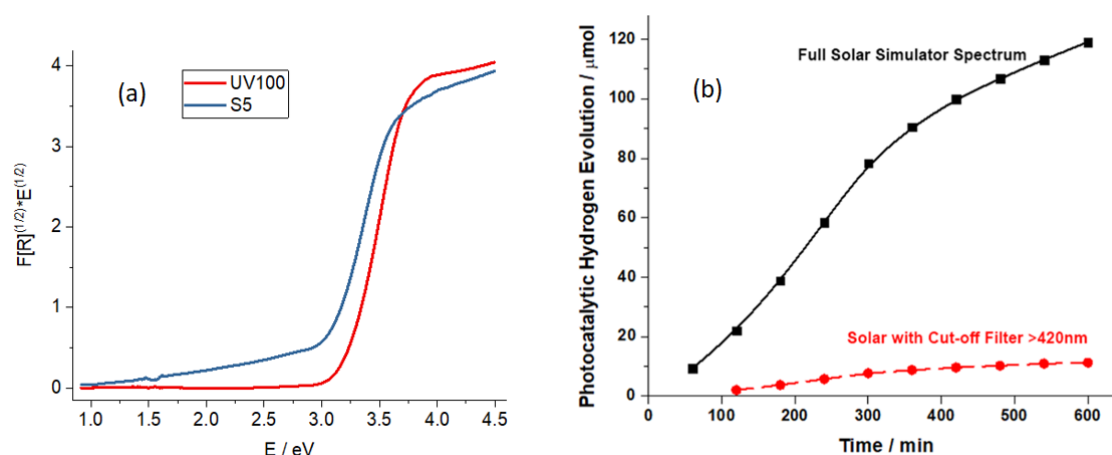 (a)
UV100
S5
F[R]^(1/2)*E^(1/2)
4
3
2
1
0
1.0 1.5 2.0 2.5 3.0 3.5 4.0 4.5
E / eV
(b)
Full Solar Simulator Spectrum
Solar with Cut-off Filter >420nm
Photocatalytic Hydrogen Evolution / μmol
120
100
80
60
40
20
0
0 100 200 300 400 500 600
Time / min